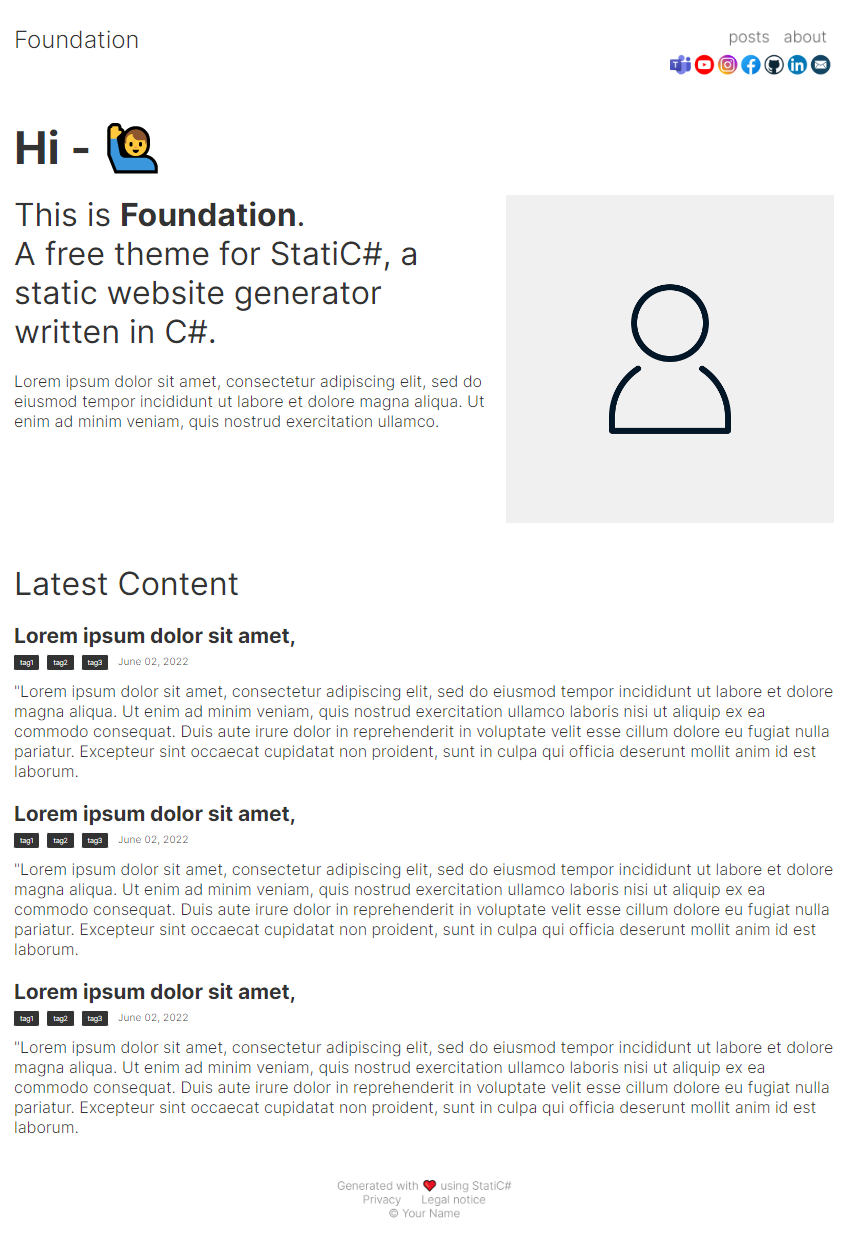 Foundation
posts about
Hi - 🙋‍♂️
This is Foundation.
A free theme for StatiC#, a
static website generator
written in C#.
Lorem ipsum dolor sit amet, consectetur adipiscing elit, sed do
eiusmod tempor incididunt ut labore et dolore magna aliqua. Ut
enim ad minim veniam, quis nostrud exercitation ullamco.
Latest Content
Lorem ipsum dolor sit amet,
tag1 tag2 tag3 June 02, 2022
"Lorem ipsum dolor sit amet, consectetur adipiscing elit, sed do eiusmod tempor incididunt ut labore et dolore
magna aliqua. Ut enim ad minim veniam, quis nostrud exercitation ullamco laboris nisi ut aliquip ex ea
commodo consequat. Duis aute irure dolor in reprehenderit in voluptate velit esse cillum dolore eu fugiat nulla
pariatur. Excepteur sint occaecat cupidatat non proident, sunt in culpa qui officia deserunt mollit anim id est
laborum.
Lorem ipsum dolor sit amet,
tag1 tag2 tag3 June 02, 2022
"Lorem ipsum dolor sit amet, consectetur adipiscing elit, sed do eiusmod tempor incididunt ut labore et dolore
magna aliqua. Ut enim ad minim veniam, quis nostrud exercitation ullamco laboris nisi ut aliquip ex ea
commodo consequat. Duis aute irure dolor in reprehenderit in voluptate velit esse cillum dolore eu fugiat nulla
pariatur. Excepteur sint occaecat cupidatat non proident, sunt in culpa qui officia deserunt mollit anim id est
laborum.
Lorem ipsum dolor sit amet,
tag1 tag2 tag3 June 02, 2022
"Lorem ipsum dolor sit amet, consectetur adipiscing elit, sed do eiusmod tempor incididunt ut labore et dolore
magna aliqua. Ut enim ad minim veniam, quis nostrud exercitation ullamco laboris nisi ut aliquip ex ea
commodo consequat. Duis aute irure dolor in reprehenderit in voluptate velit esse cillum dolore eu fugiat nulla
pariatur. Excepteur sint occaecat cupidatat non proident, sunt in culpa qui officia deserunt mollit anim id est
laborum.
Generated with ❤️ using StatiC#
Privacy Legal notice
© Your Name